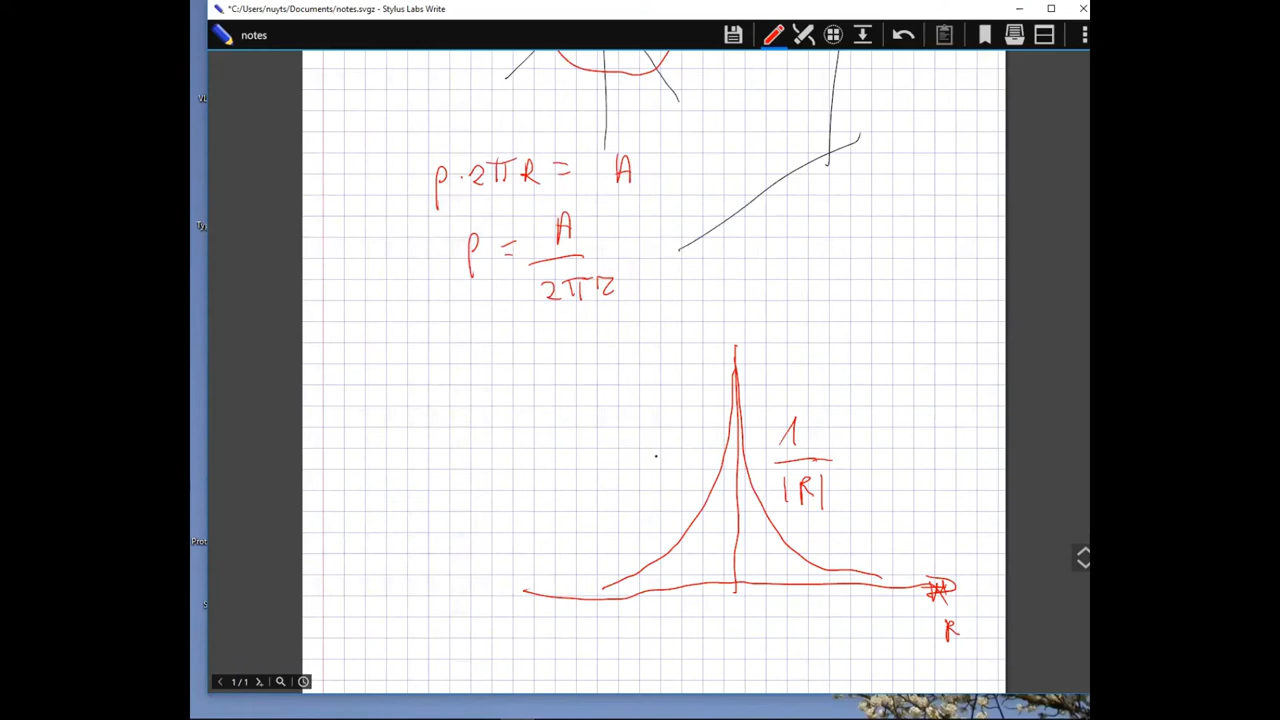 *C:/Users/nuyts/Documents/notes.svgz - Stylus Labs Write
notes
ρ · 2πR = A
ρ = A
2πR
1
|R|
R
1/1